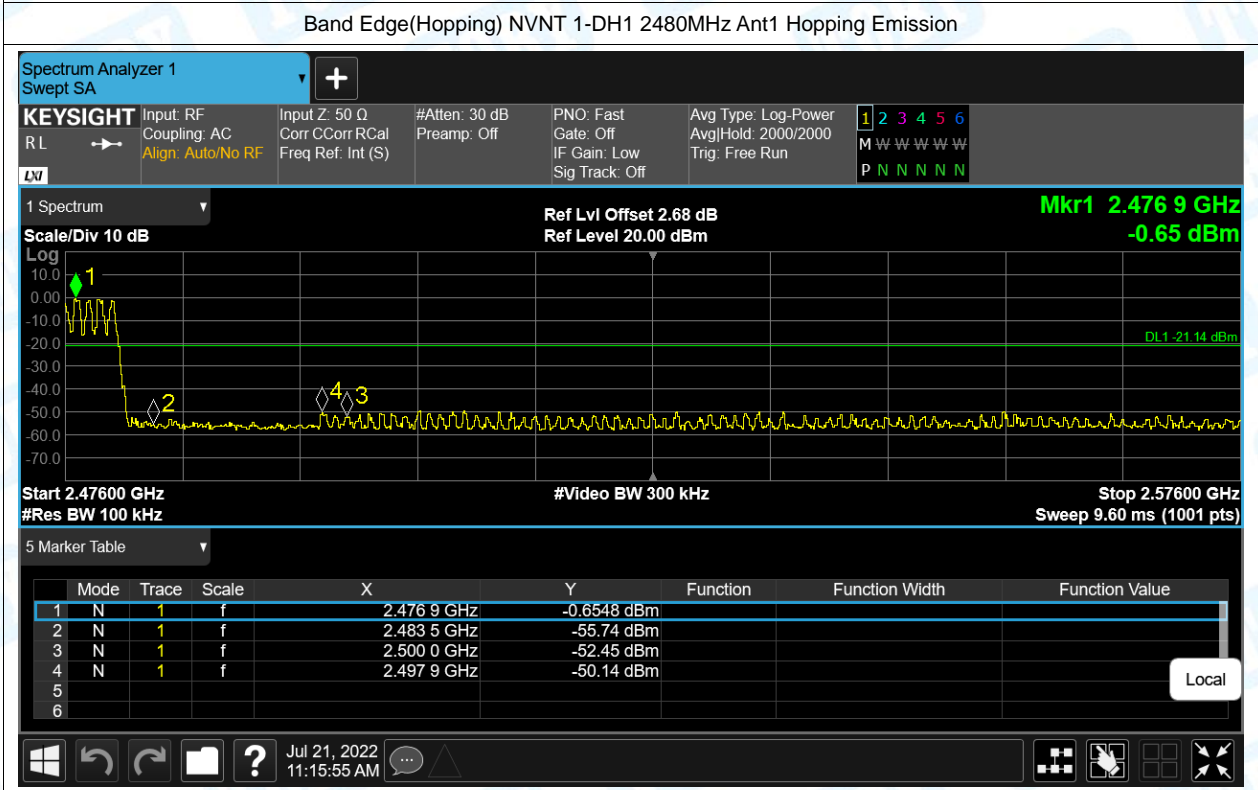 Band Edge(Hopping) NVNT 1-DH1 2480MHz Ant1 Hopping Emission
Spectrum Analyzer 1
Swept SA
KEYSIGHT
R L
LXI
Input: RF
Coupling: AC
Align: Auto/No RF
Input Z: 50 Ω
Corr CCorr RCal
Freq Ref: Int (S)
#Atten: 30 dB
Preamp: Off
PNO: Fast
Gate: Off
IF Gain: Low
Sig Track: Off
Avg Type: Log-Power
Avg|Hold: 2000/2000
Trig: Free Run
1 2 3 4 5 6
M W W W W W
P N N N N N
1 Spectrum
Scale/Div 10 dB
Ref Lvl Offset 2.68 dB
Ref Level 20.00 dBm
Mkr1 2.476 9 GHz
-0.65 dBm
Log
10.0
0.00
-10.0
-20.0
-30.0
-40.0
-50.0
-60.0
-70.0
1
2
4
3
DL1 -21.14 dBm
Start 2.47600 GHz
#Res BW 100 kHz
#Video BW 300 kHz
Stop 2.57600 GHz
Sweep 9.60 ms (1001 pts)
5 Marker Table
Mode Trace Scale X Y Function Function Width Function Value
1 N 1 f 2.476 9 GHz -0.6548 dBm
2 N 1 f 2.483 5 GHz -55.74 dBm
3 N 1 f 2.500 0 GHz -52.45 dBm
4 N 1 f 2.497 9 GHz -50.14 dBm
5
6
Local
?
Jul 21, 2022
11:15:55 AM